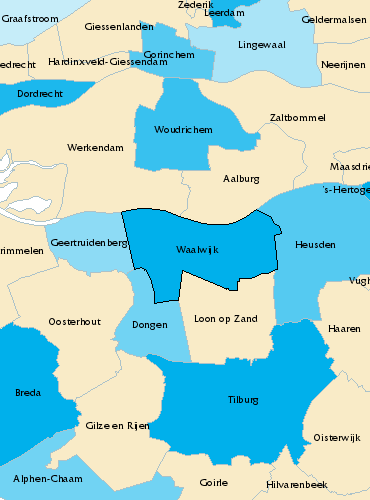 Zederik
Leerdam
Graafstroom
Giessenlanden
Geldermalsen
Lingewaal
Gorinchem
Hardinxveld-Giessendam
edrecht
Neerijnen
Dordrecht
Zaltbommel
Woudrichem
Werkendam
Maasdrie
Aalburg
's-Hertoge
Geertruidenberg
Heusden
Waalwijk
rimmelen
Vugh
Oosterhout
Loon op Zand
Dongen
Haaren
Breda
Tilburg
Gilze en Rijen
Oisterwijk
Alphen-Chaam
Goirle
Hilvarenbeek